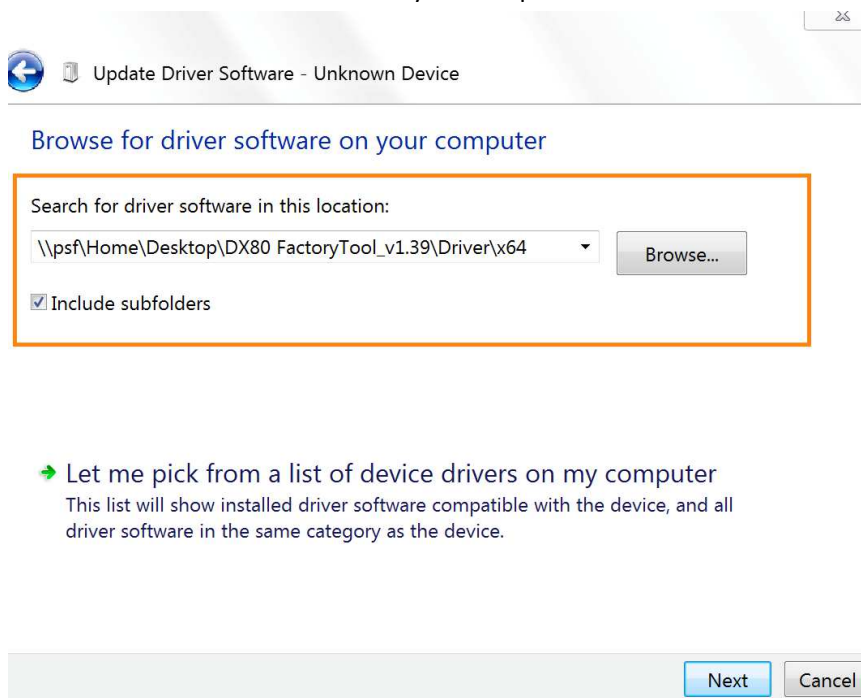 Update Driver Software - Unknown Device
Browse for driver software on your computer
Search for driver software in this location:
\\psf\Home\Desktop\DX80 FactoryTool_v1.39\Driver\x64
Browse...
Include subfolders
Let me pick from a list of device drivers on my computer
This list will show installed driver software compatible with the device, and all
driver software in the same category as the device.
Next
Cancel